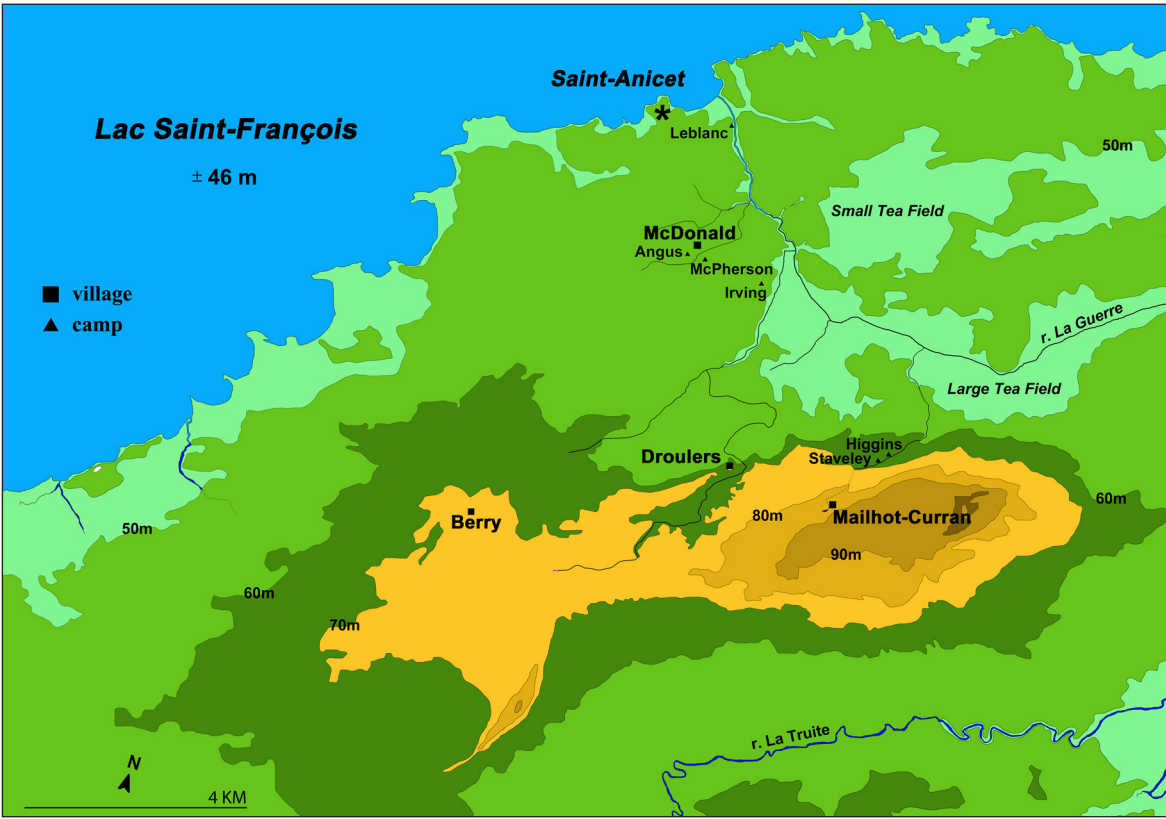 Saint-Anicet
*
Lac Saint-François
± 46 m
Leblanc
50m
Small Tea Field
McDonald
Angus
McPherson
Irving
village
camp
r. La Guerre
Large Tea Field
Higgins
Staveley
Droulers
60m
Berry
80m
Mailhot-Curran
50m
90m
60m
70m
r. La Truite
N
4 KM